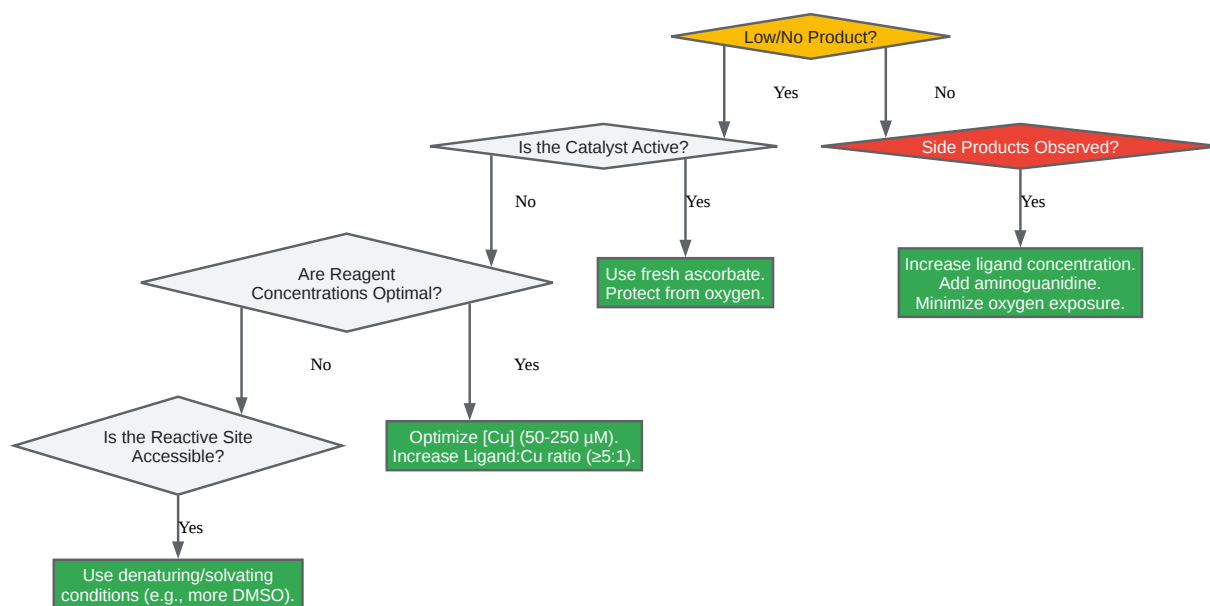 Low/No Product?
Yes
No
Is the Catalyst Active?
Side Products Observed?
No
Yes
Yes
Are Reagent
Concentrations Optimal?
Use fresh ascorbate.
Protect from oxygen.
Increase ligand concentration.
Add aminoguanidine.
Minimize oxygen exposure.
No
Yes
Is the Reactive Site
Accessible?
Optimize [Cu] (50-250 µM).
Increase Ligand:Cu ratio (≥5:1).
Yes
Use denaturing/solvating
conditions (e.g., more DMSO).